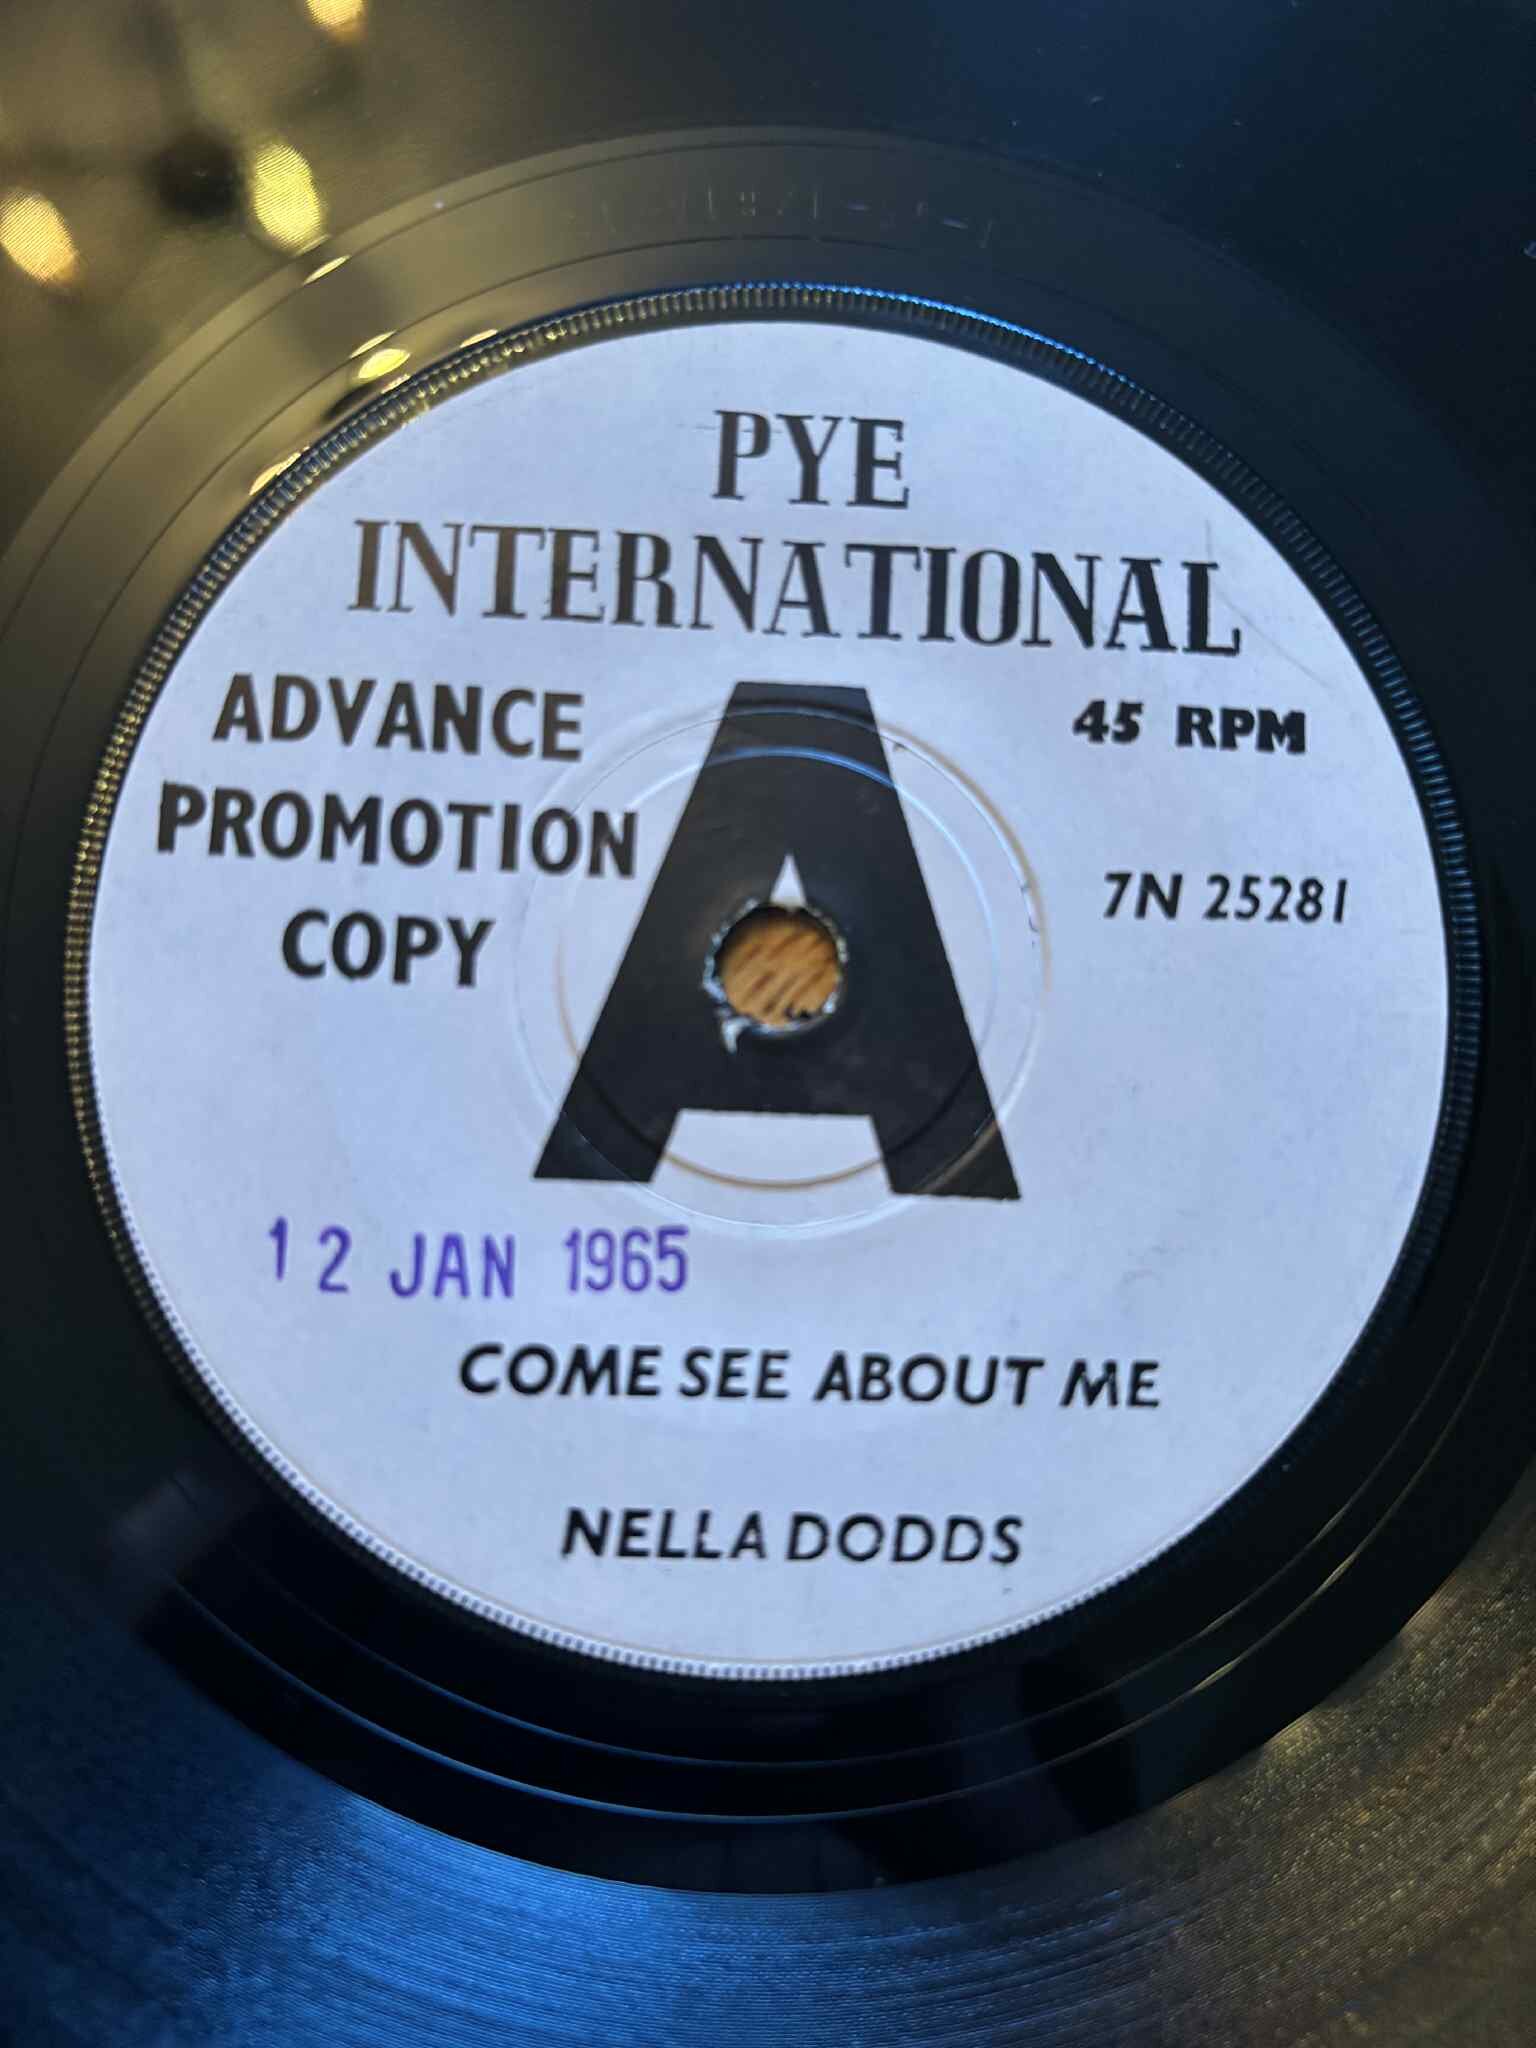 PYE
INTERNATIONAL
ADVANCE
PROMOTION
COPY
A
45 RPM
7N 25281
12 JAN 1965
COME SEE ABOUT ME
NELLA DODDS